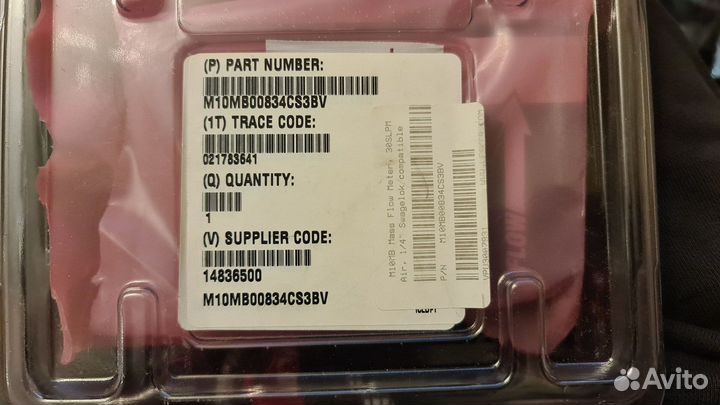 (P) PART NUMBER:
M10MB00834CS3BV
(1T) TRACE CODE:
021783641
(Q) QUANTITY:
1
(V) SUPPLIER CODE:
14836500
M10MB00834CS3BV
M10MB Mass Flow Meter, 30SLPM
Air, 1/4" Swagelok compatible
P/N M10MB00834CS3BV
FLOW
Avito